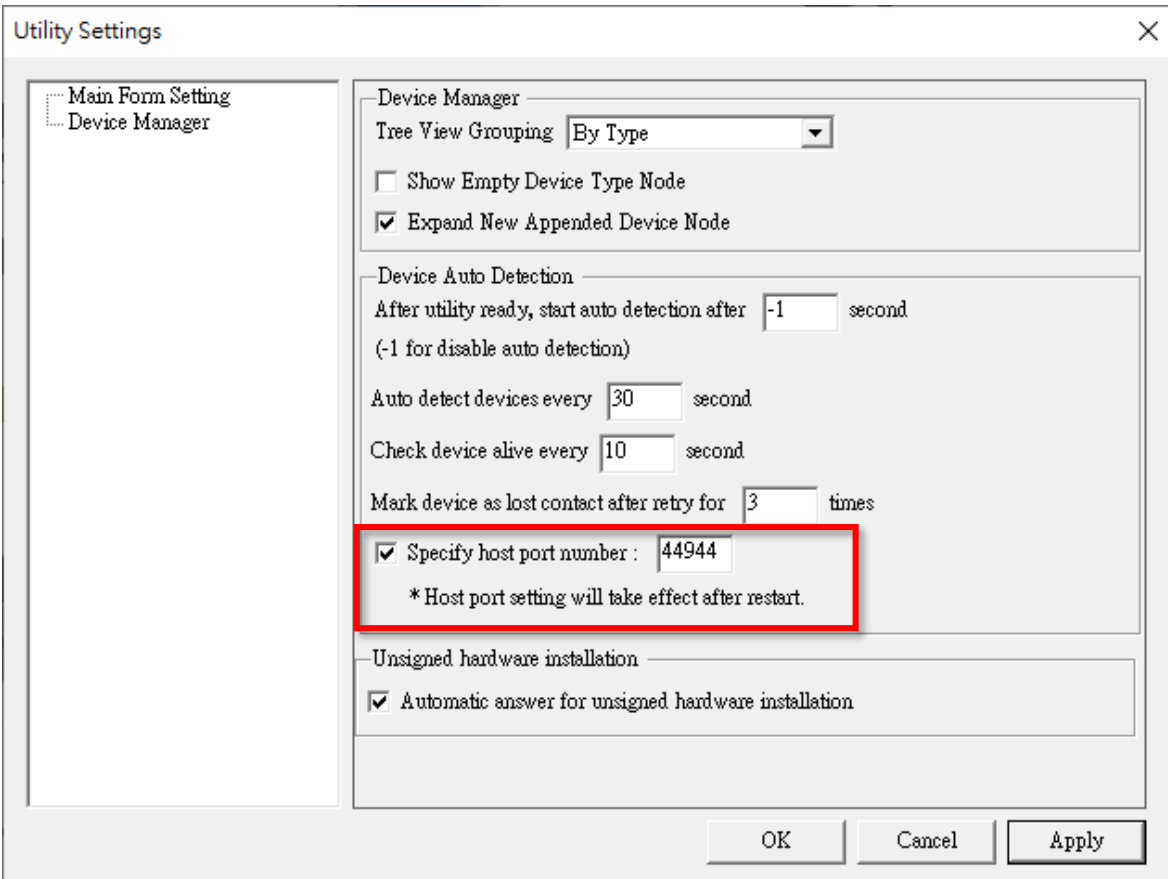 Utility Settings
Main Form Setting
Device Manager
Device Manager
Tree View Grouping By Type
Show Empty Device Type Node
Expand New Appended Device Node
Device Auto Detection
After utility ready, start auto detection after -1 second
(-1 for disable auto detection)
Auto detect devices every 30 second
Check device alive every 10 second
Mark device as lost contact after retry for 3 times
Specify host port number : 44944
* Host port setting will take effect after restart.
Unsigned hardware installation
Automatic answer for unsigned hardware installation
OK Cancel Apply